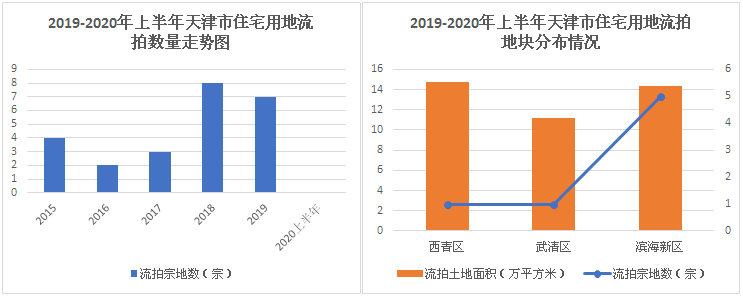 2019-2020年上半年天津市住宅用地流
拍数量走势图
9
8
7
6
5
4
3
2
1
0
2015
2016
2017
2018
2019
2020上半年
流拍宗地数（宗）
2019-2020年上半年天津市住宅用地流拍
地块分布情况
16
14
12
10
8
6
4
2
0
6
5
4
3
2
1
0
西青区
武清区
滨海新区
流拍土地面积（万平方米）
流拍宗地数（宗）